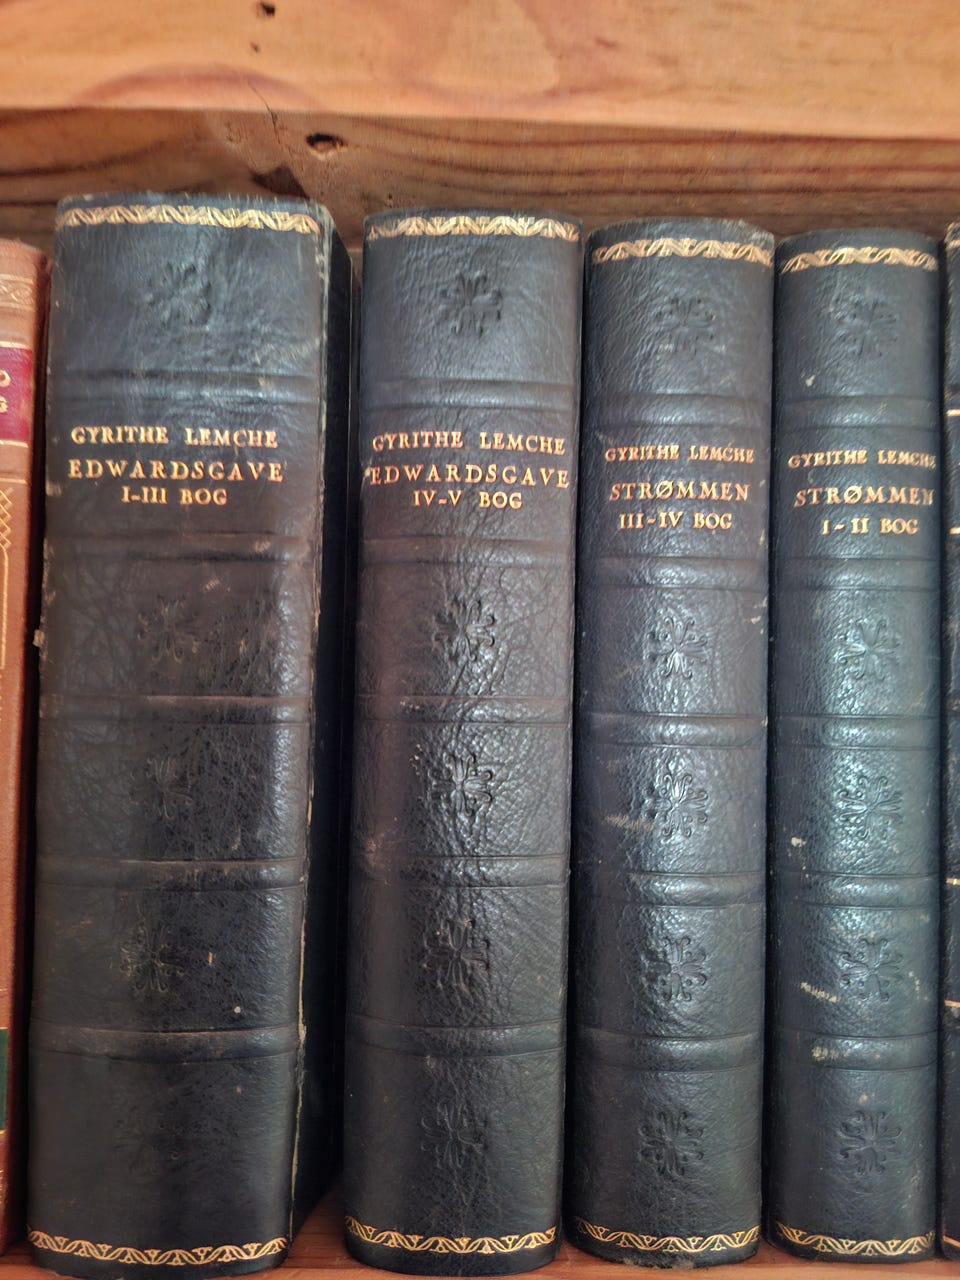 GYRITHE LEMCHE
EDWARDSGAVE
I-III BOG
GYRITHE LEMCHE
EDWARDSGAVE
IV-V BOG
GYRITHE LEMCHE
STRØMMEN
III-IV BOG
GYRITHE LEMCHE
STRØMMEN
I-II BOG